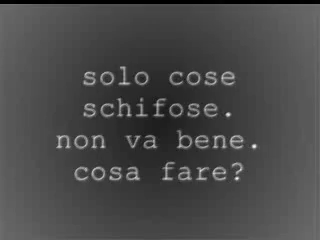 solo cose
schifose.
non va bene.
cosa fare?